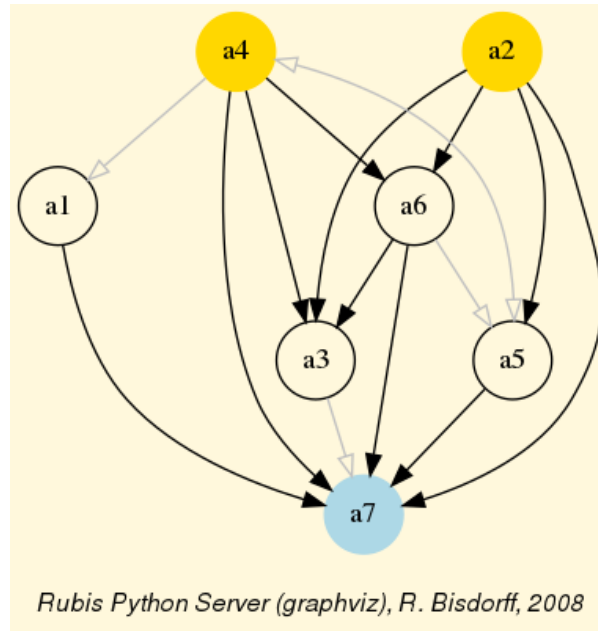 a4 a2
a1 a6
a3 a5
a7
Rubis Python Server (graphviz), R. Bisdorff, 2008